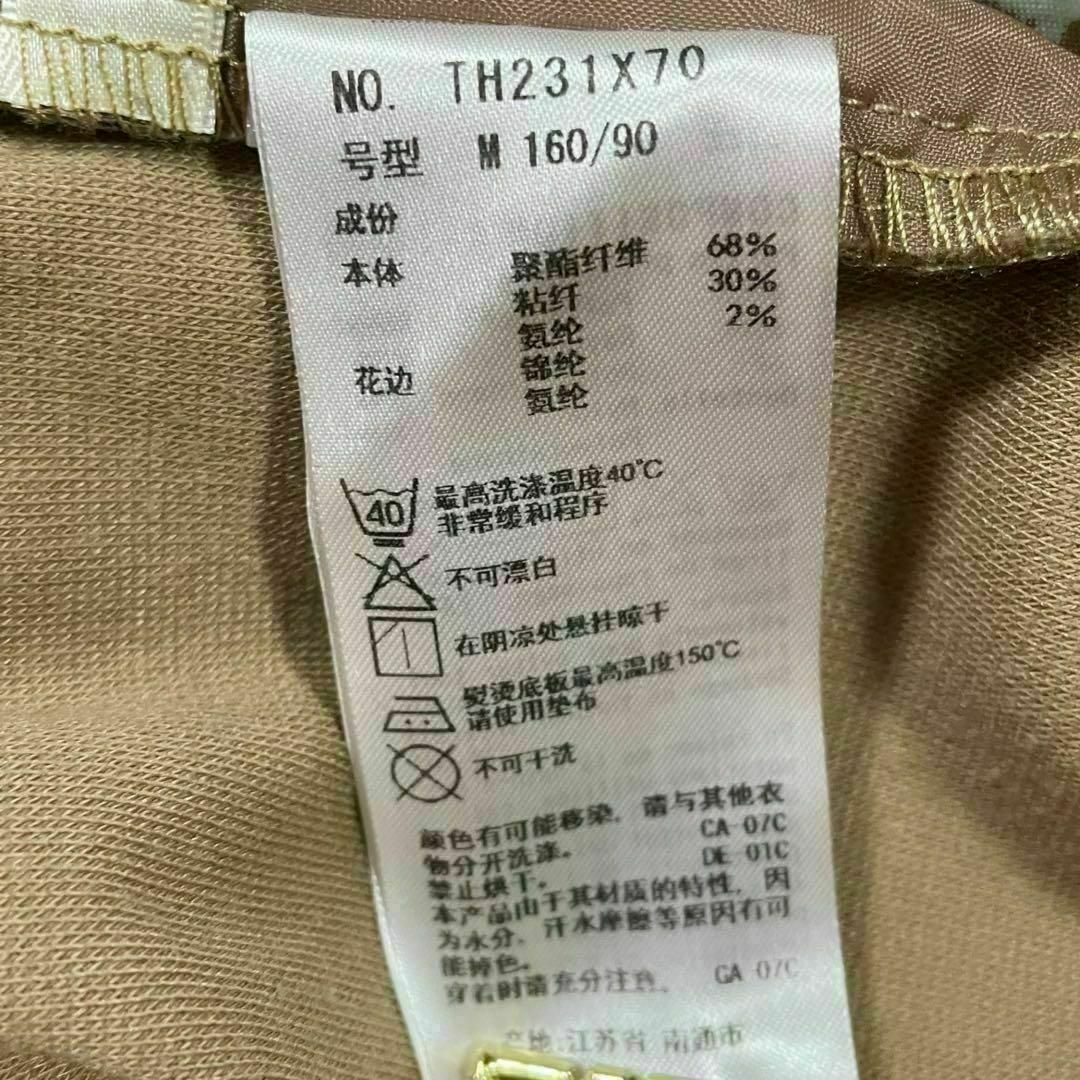 NO. TH231X70
号型 M 160/90
成份
本体 聚酯纤维 68%
粘纤 30%
氨纶 2%
花边 锦纶
氨纶
40 最高洗涤温度40℃
非常缓和程序
不可漂白
在阴凉处悬挂晾干
熨烫底板最高温度150℃
请使用垫布
不可干洗
颜色有可能移染，请与其他衣
物分开洗涤。 CA-07C
禁止烘干。 DE-01C
本产品由于其材质的特性，因
为水分，汗水摩擦等原因有可
能掉色。
穿着时请充分注意。 GA-07C
产地:江苏省 南通市